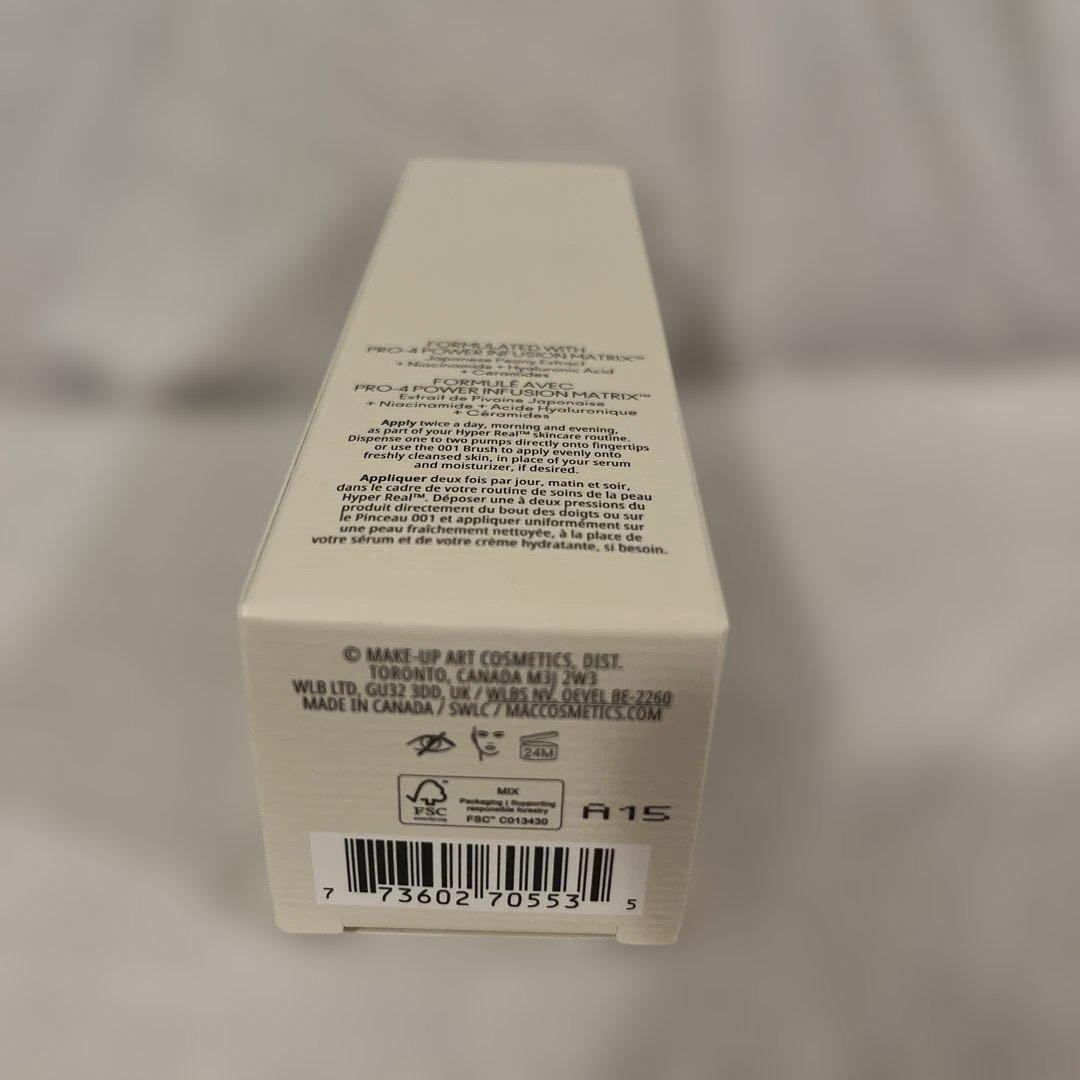 FORMULATED WITH
PRO-4 POWER INFUSION MATRIX™
Japanese Peony Extract
+ Niacinamide + Hyaluronic Acid
+ Ceramides
FORMULÉ AVEC
PRO-4 POWER INFUSION MATRIX™
Extrait de Pivoine Japonaise
+ Niacinamide + Acide Hyaluronique
+ Céramides
Apply twice a day, morning and evening,
as part of your Hyper Real™ skincare routine.
Dispense one to two pumps directly onto fingertips
or use the 001 Brush to apply evenly onto
freshly cleansed skin, in place of your serum
and moisturizer, if desired.
Appliquer deux fois par jour, matin et soir,
dans le cadre de votre routine de soins de la peau
Hyper Real™. Déposer une à deux pressions du
produit directement du bout des doigts ou sur
le Pinceau 001 et appliquer uniformément sur
une peau fraîchement nettoyée, à la place de
votre sérum et de votre crème hydratante, si besoin.
© MAKE-UP ART COSMETICS, DIST.
TORONTO, CANADA M3J 2W3
WLB LTD, GU32 3DD, UK / WLBS NV, OEVEL BE-2260
MADE IN CANADA / SWLC / MACCOSMETICS.COM
24M
FSC
www.fsc.org
MIX
Packaging | Supporting
responsible forestry
FSC™ C013430
A15
7 73602 70553 5